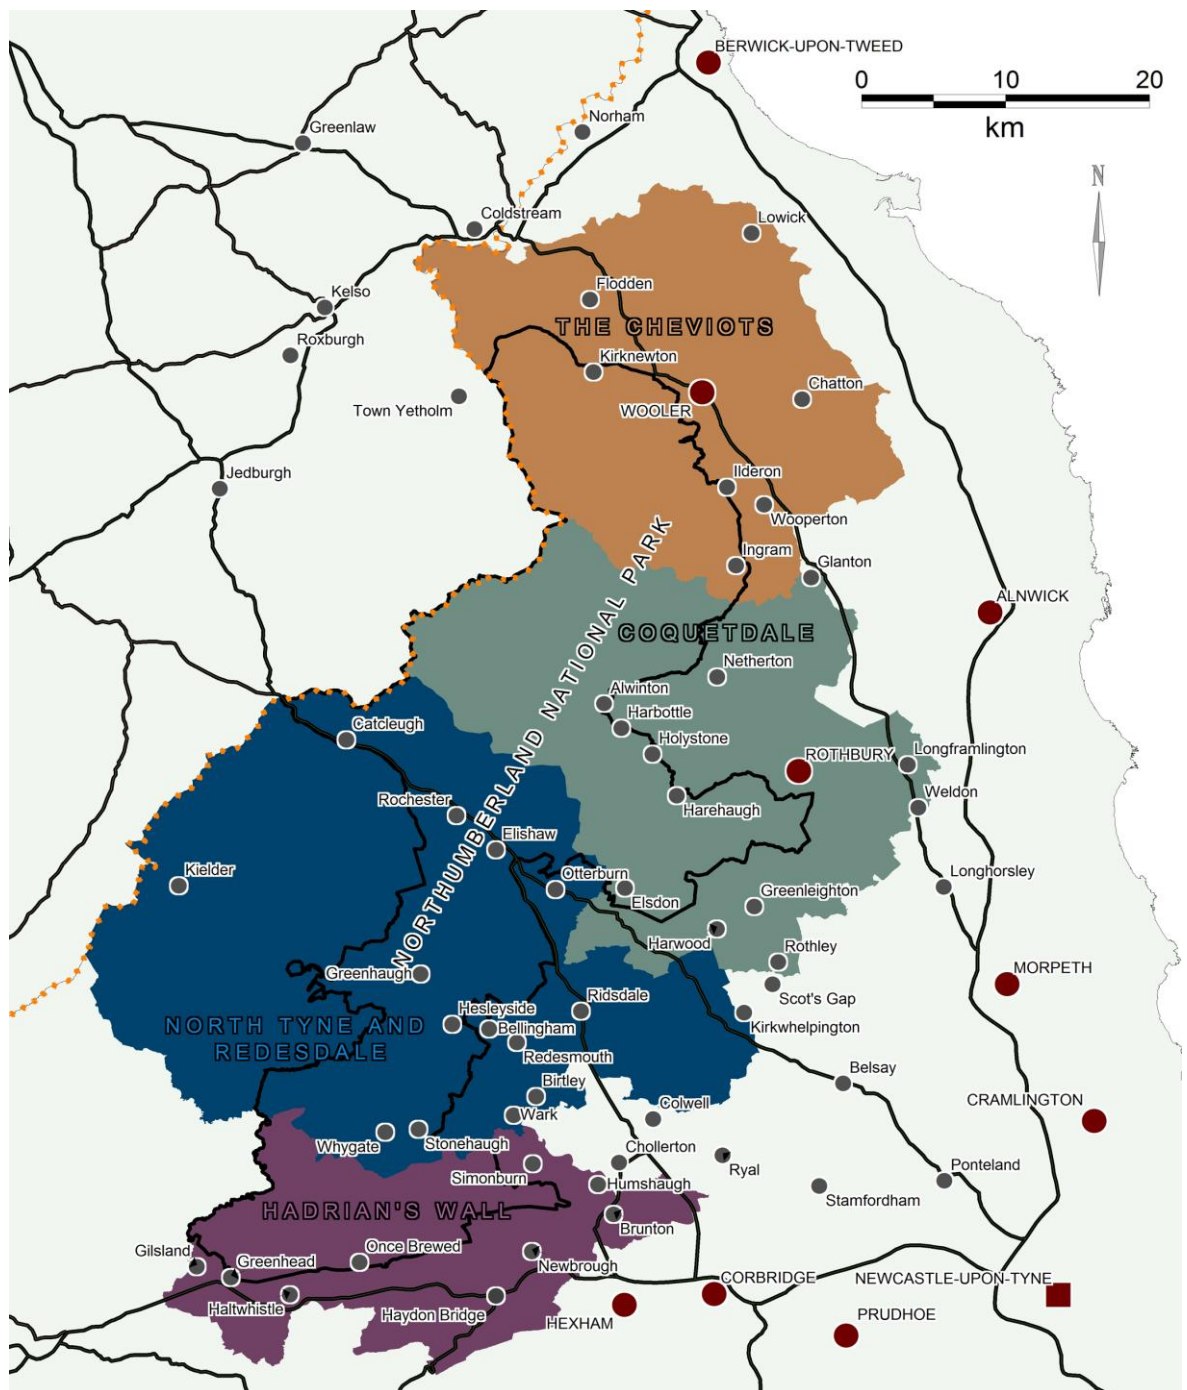 BERWICK-UPON-TWEED
0 10 20
km
N
Norham
Greenlaw
Coldstream
Lowick
Flodden
Kelso
THE CHEVIOTS
Roxburgh
Kirknewton
Chatton
Town Yetholm
WOOLER
Jedburgh
Ilderon
Wooperton
Ingram
Glanton
ALNWICK
NORTHUMBERLAND NATIONAL PARK
COQUETDALE
Netherton
Alwinton
Harbottle
Catcleugh
Holystone
ROTHBURY
Longframlington
Weldon
Rochester
Harehaugh
Elishaw
Kielder
Otterburn
Elsdon
Greenleighton
Longhorsley
Harwood
Rothley
Greenhaugh
MORPETH
Scot's Gap
Ridsdale
Hesleyside
Kirkwhelpington
NORTH TYNE AND
REDESDALE
Bellingham
Redesmouth
Belsay
Birtley
CRAMLINGTON
Wark
Colwell
Whygate
Stonehaugh
Chollerton
Ryal
Simonburn
Ponteland
Humshaugh
Stamfordham
HADRIAN'S WALL
Brunton
Gilsland
Once Brewed
Greenhead
Newbrough
CORBRIDGE
NEWCASTLE-UPON-TYNE
Haltwhistle
Haydon Bridge
HEXHAM
PRUDHOE